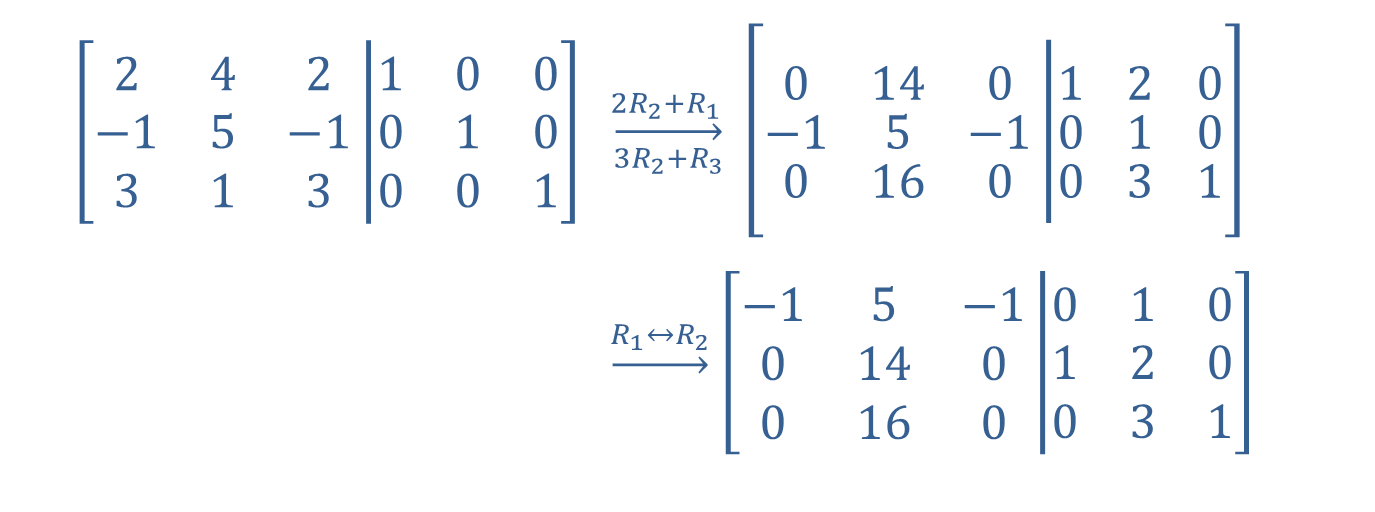 [ 2 4 2 | 1 0 0 ] 2R₂+R₁ [ 0 14 0 | 1 2 0 ]
[ −1 5 −1 | 0 1 0 ] ⟶ [ −1 5 −1 | 0 1 0 ]
[ 3 1 3 | 0 0 1 ] 3R₂+R₃ [ 0 16 0 | 0 3 1 ]
R₁↔R₂ [ −1 5 −1 | 0 1 0 ]
⟶ [ 0 14 0 | 1 2 0 ]
[ 0 16 0 | 0 3 1 ]